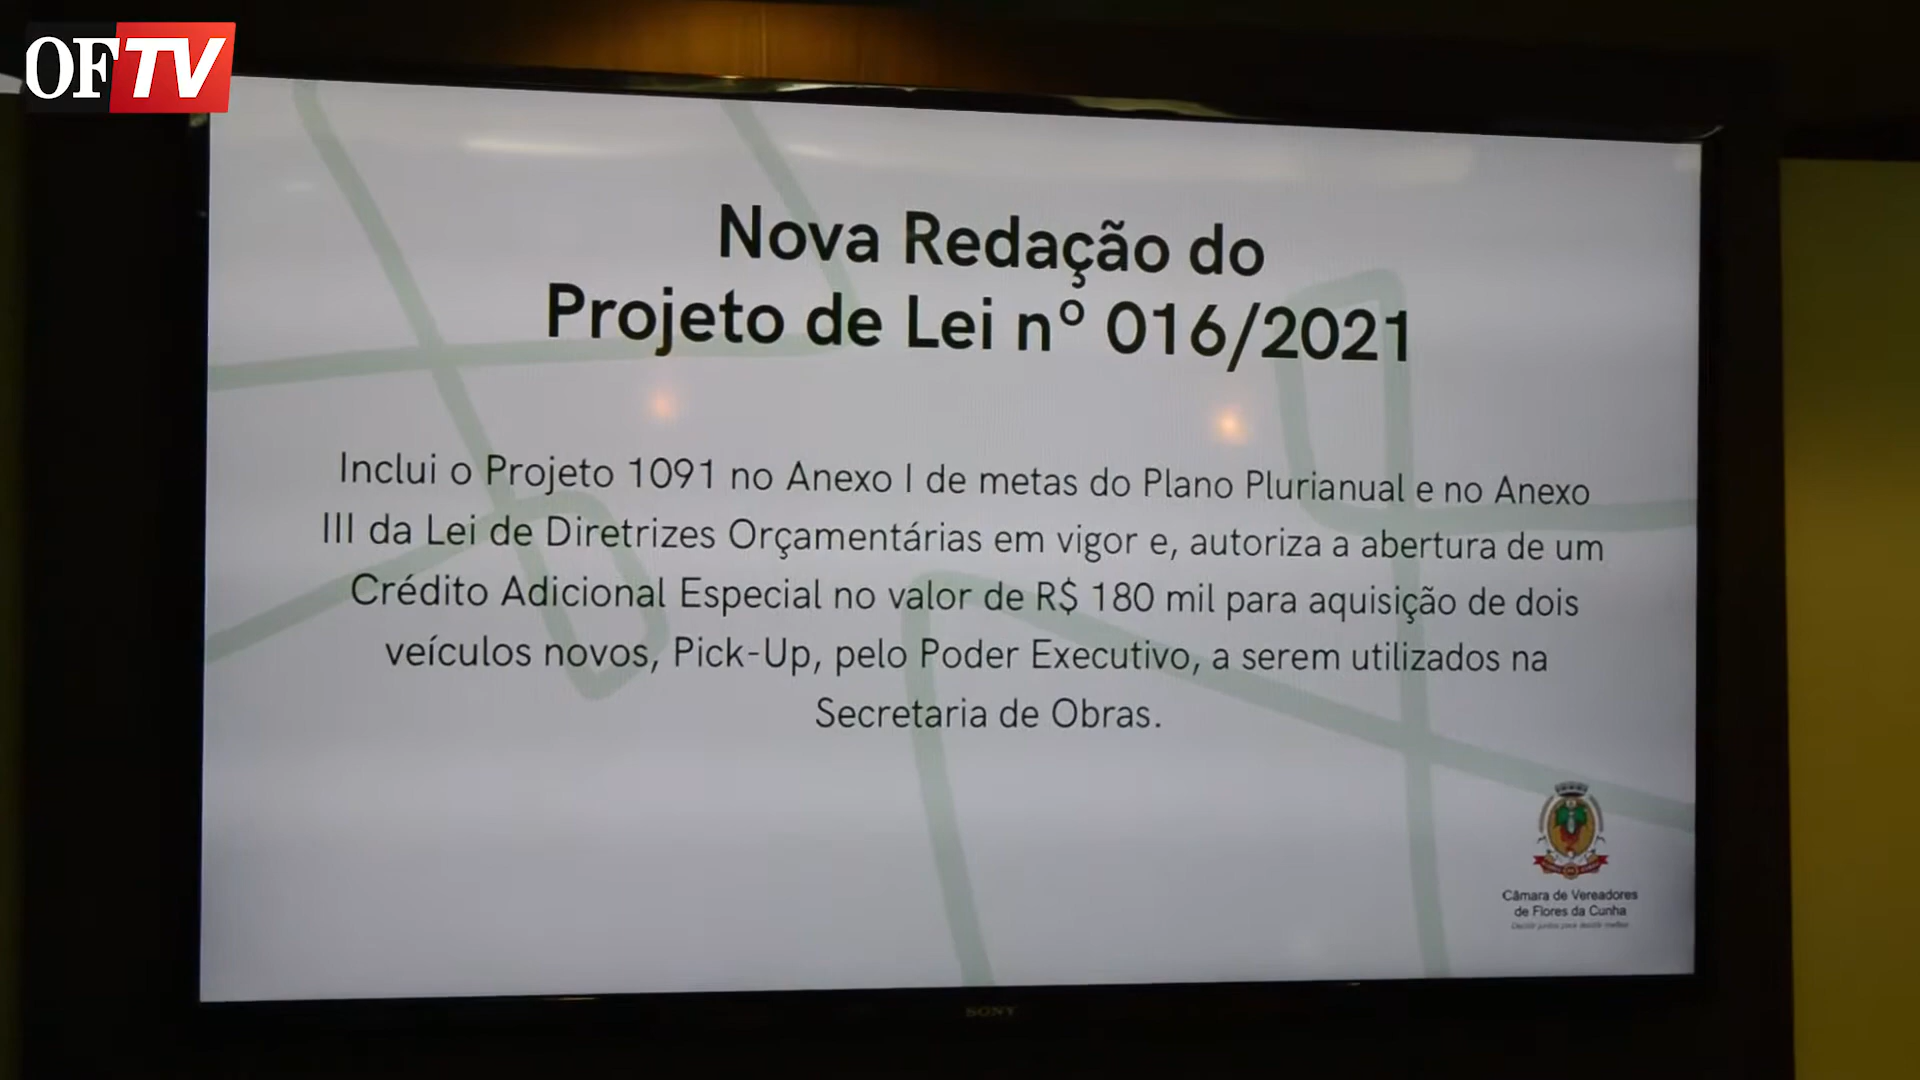 OFTV
Nova Redação do
Projeto de Lei nº 016/2021
Inclui o Projeto 1091 no Anexo I de metas do Plano Plurianual e no Anexo
III da Lei de Diretrizes Orçamentárias em vigor e, autoriza a abertura de um
Crédito Adicional Especial no valor de R$ 180 mil para aquisição de dois
veículos novos, Pick-Up, pelo Poder Executivo, a serem utilizados na
Secretaria de Obras.
Câmara de Vereadores
de Flores da Cunha
SONY